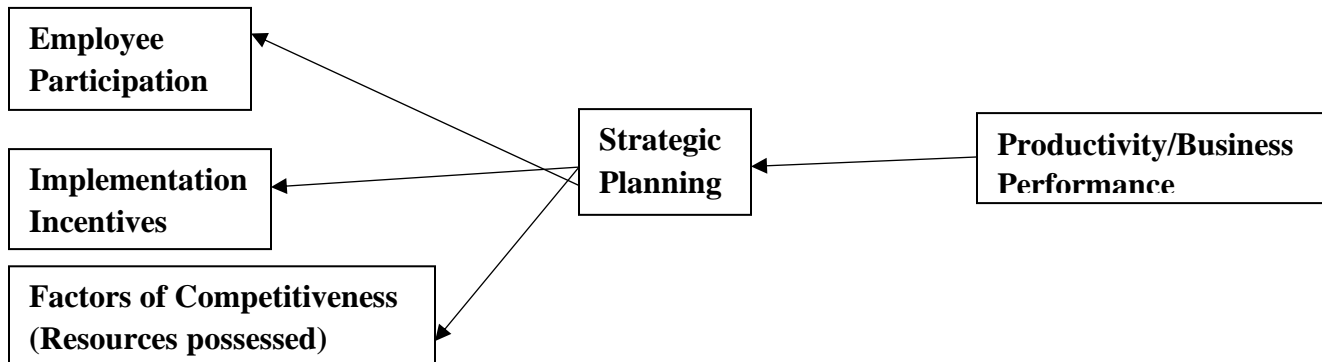 Employee
Participation
Strategic
Planning
Productivity/Business
Performance
Implementation
Incentives
Factors of Competitiveness
(Resources possessed)